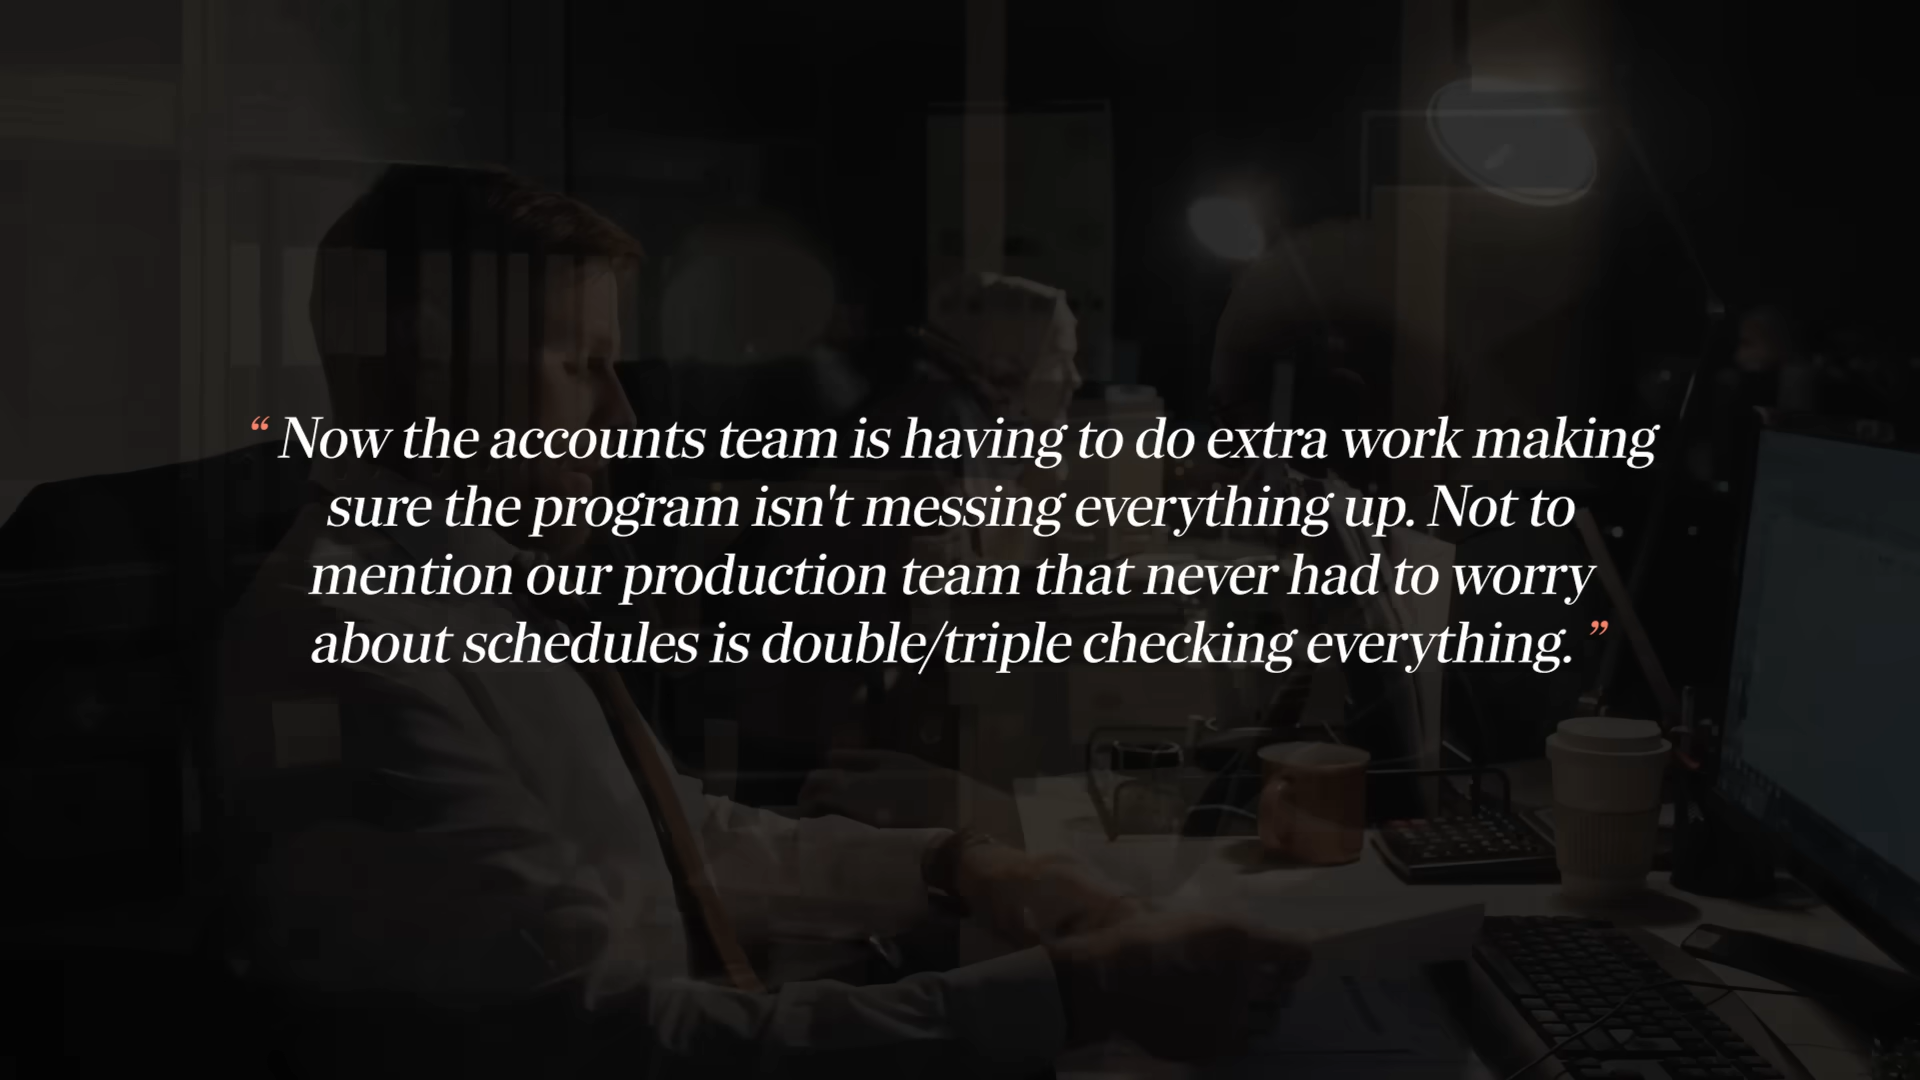 “ Now the accounts team is having to do extra work making
sure the program isn't messing everything up. Not to
mention our production team that never had to worry
about schedules is double/triple checking everything. ”